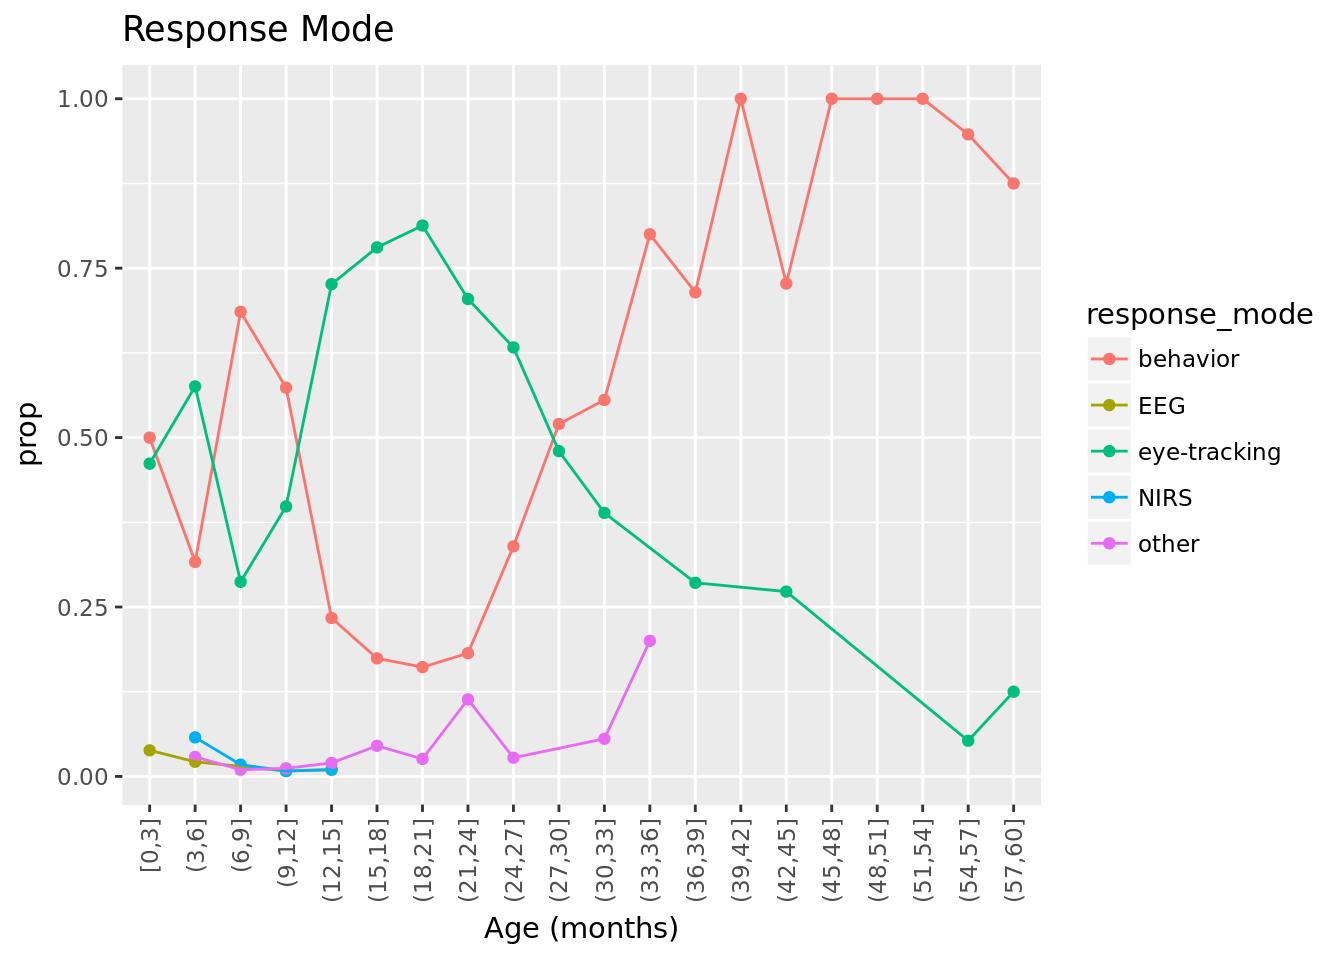 Response Mode
1.00
0.75
0.50
0.25
0.00
prop
[0,3]
(3,6]
(6,9]
(9,12]
(12,15]
(15,18]
(18,21]
(21,24]
(24,27]
(27,30]
(30,33]
(33,36]
(36,39]
(39,42]
(42,45]
(45,48]
(48,51]
(51,54]
(54,57]
(57,60]
Age (months)
response_mode
behavior
EEG
eye-tracking
NIRS
other